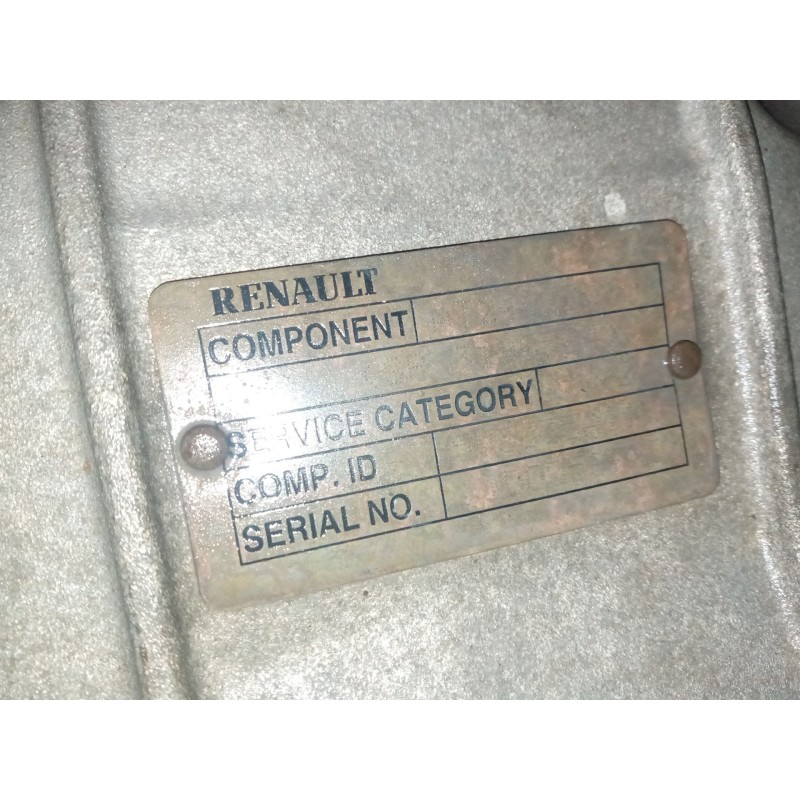 RENAULT
COMPONENT
SERVICE CATEGORY
COMP. ID
SERIAL NO.